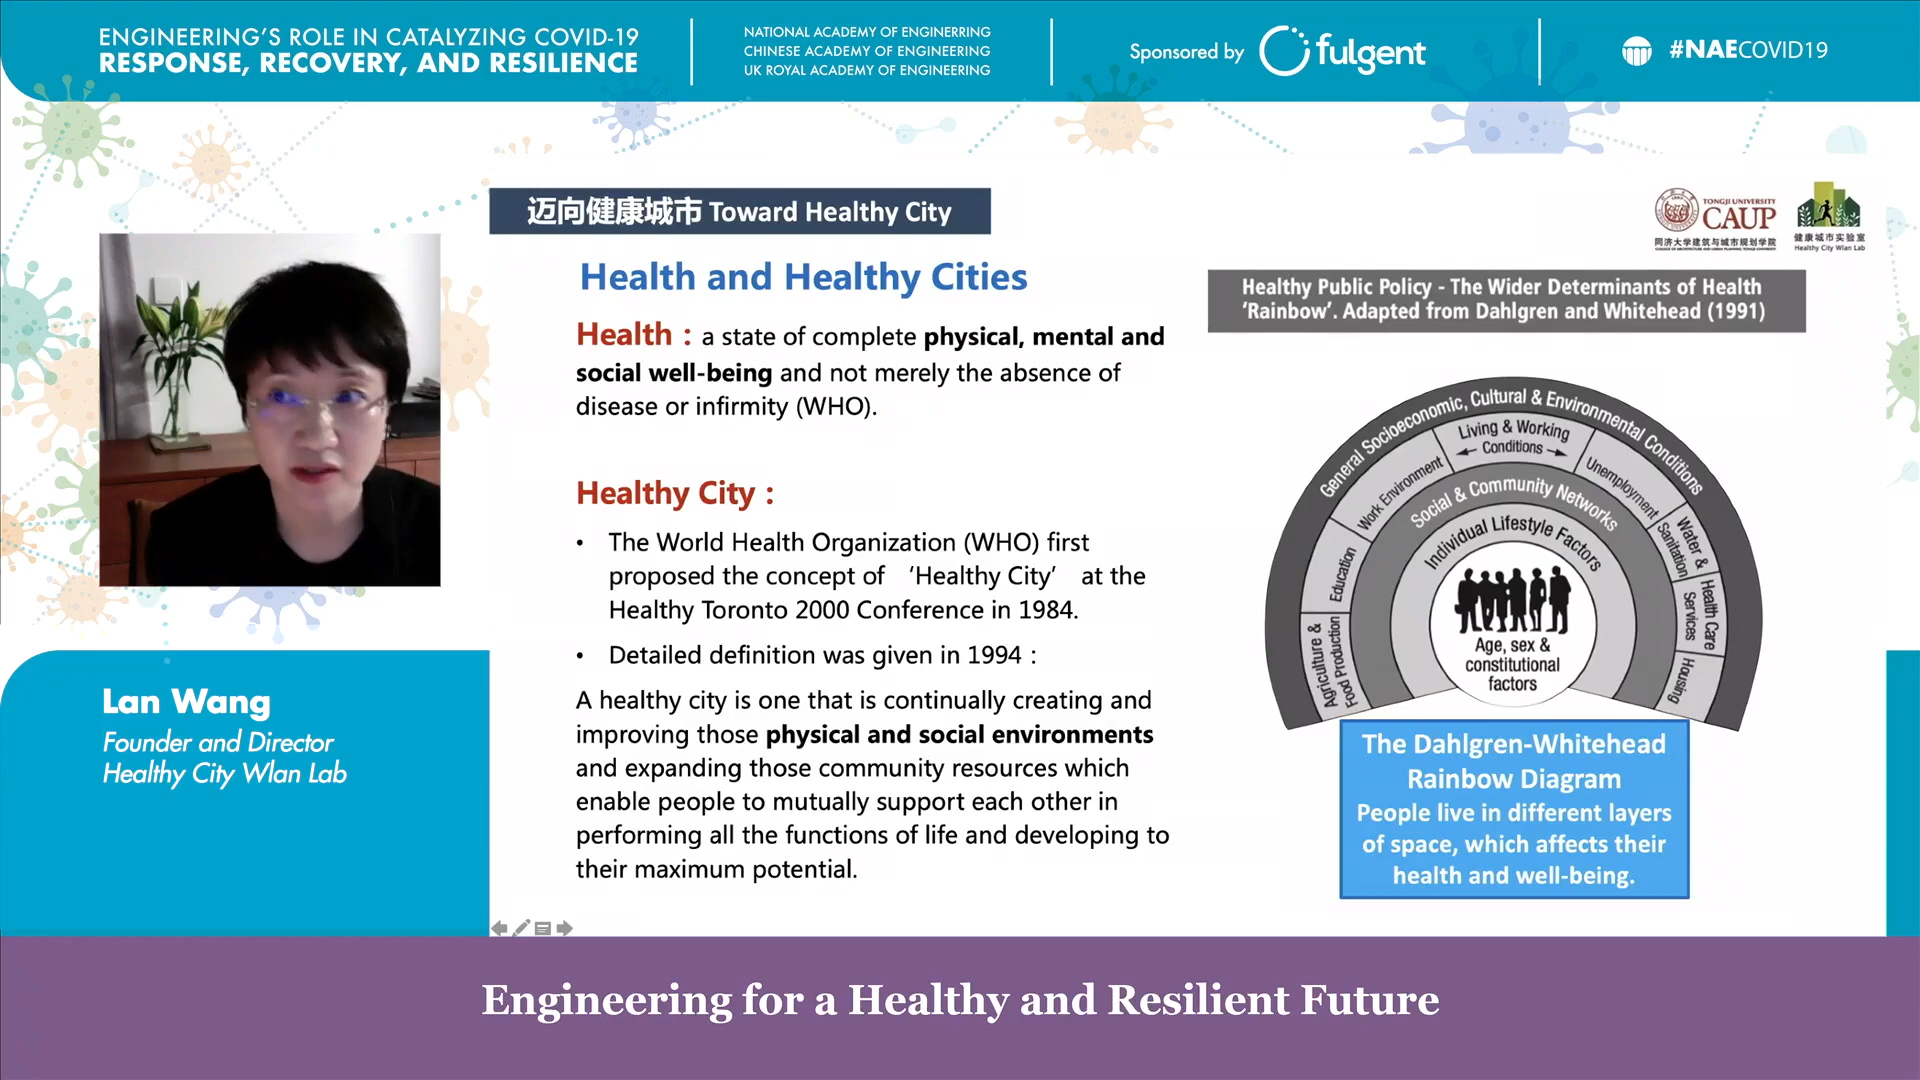 ENGINEERING'S ROLE IN CATALYZING COVID-19
RESPONSE, RECOVERY, AND RESILIENCE
NATIONAL ACADEMY OF ENGINERRING
CHINESE ACADEMY OF ENGINEERING
UK ROYAL ACADEMY OF ENGINEERING
Sponsored by fulgent
#NAECOVID19
迈向健康城市 Toward Healthy City
TONGJI UNIVERSITY
CAUP
同济大学建筑与城市规划学院
健康城市实验室
Healthy City Wlan Lab
Health and Healthy Cities
Health : a state of complete physical, mental and
social well-being and not merely the absence of
disease or infirmity (WHO).
Healthy City :
• The World Health Organization (WHO) first
proposed the concept of ‘Healthy City’ at the
Healthy Toronto 2000 Conference in 1984.
• Detailed definition was given in 1994 :
A healthy city is one that is continually creating and
improving those physical and social environments
and expanding those community resources which
enable people to mutually support each other in
performing all the functions of life and developing to
their maximum potential.
Healthy Public Policy - The Wider Determinants of Health
‘Rainbow’. Adapted from Dahlgren and Whitehead (1991)
General Socioeconomic, Cultural & Environmental Conditions
Agriculture &
Food Production
Education
Work Environment
Living & Working
Conditions
Unemployment
Water &
Sanitation
Health Care
Services
Housing
Social & Community Networks
Individual Lifestyle Factors
Age, sex &
constitutional
factors
The Dahlgren-Whitehead
Rainbow Diagram
People live in different layers
of space, which affects their
health and well-being.
Lan Wang
Founder and Director
Healthy City Wlan Lab
Engineering for a Healthy and Resilient Future